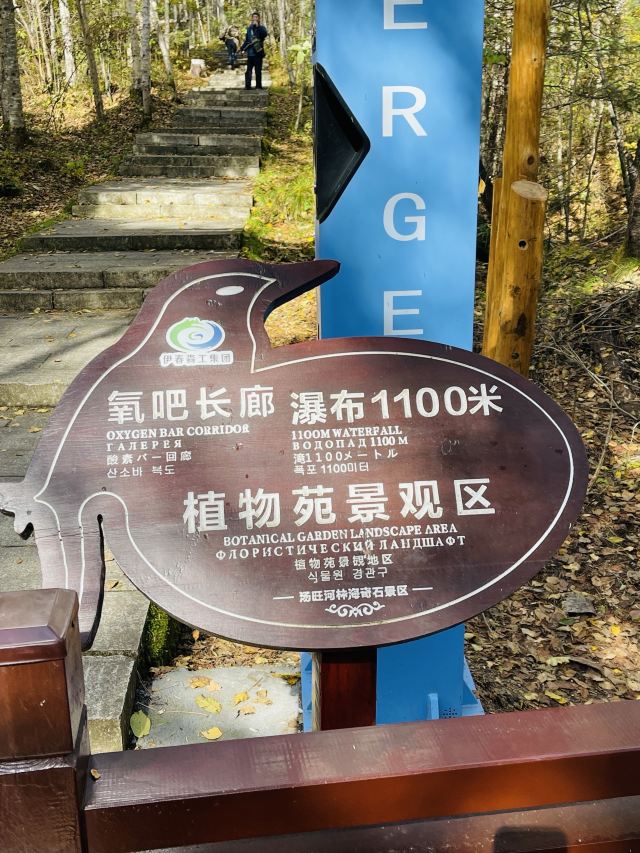 E
R
G
E
伊春森工集团
氧吧长廊
OXYGEN BAR CORRIDOR
ГАЛЕРЕЯ
酸素バー回廊
산소바 복도
瀑布1100米
1100M WATERFALL
ВОДОПАД 1100 М
滝1100メートル
폭포 1100미터
植物苑景观区
BOTANICAL GARDEN LANDSCAPE AREA
ФЛОРИСТИЧЕСКИЙ ЛАНДШАФТ
植物苑景観地区
식물원 경관구
汤旺河林海奇石景区